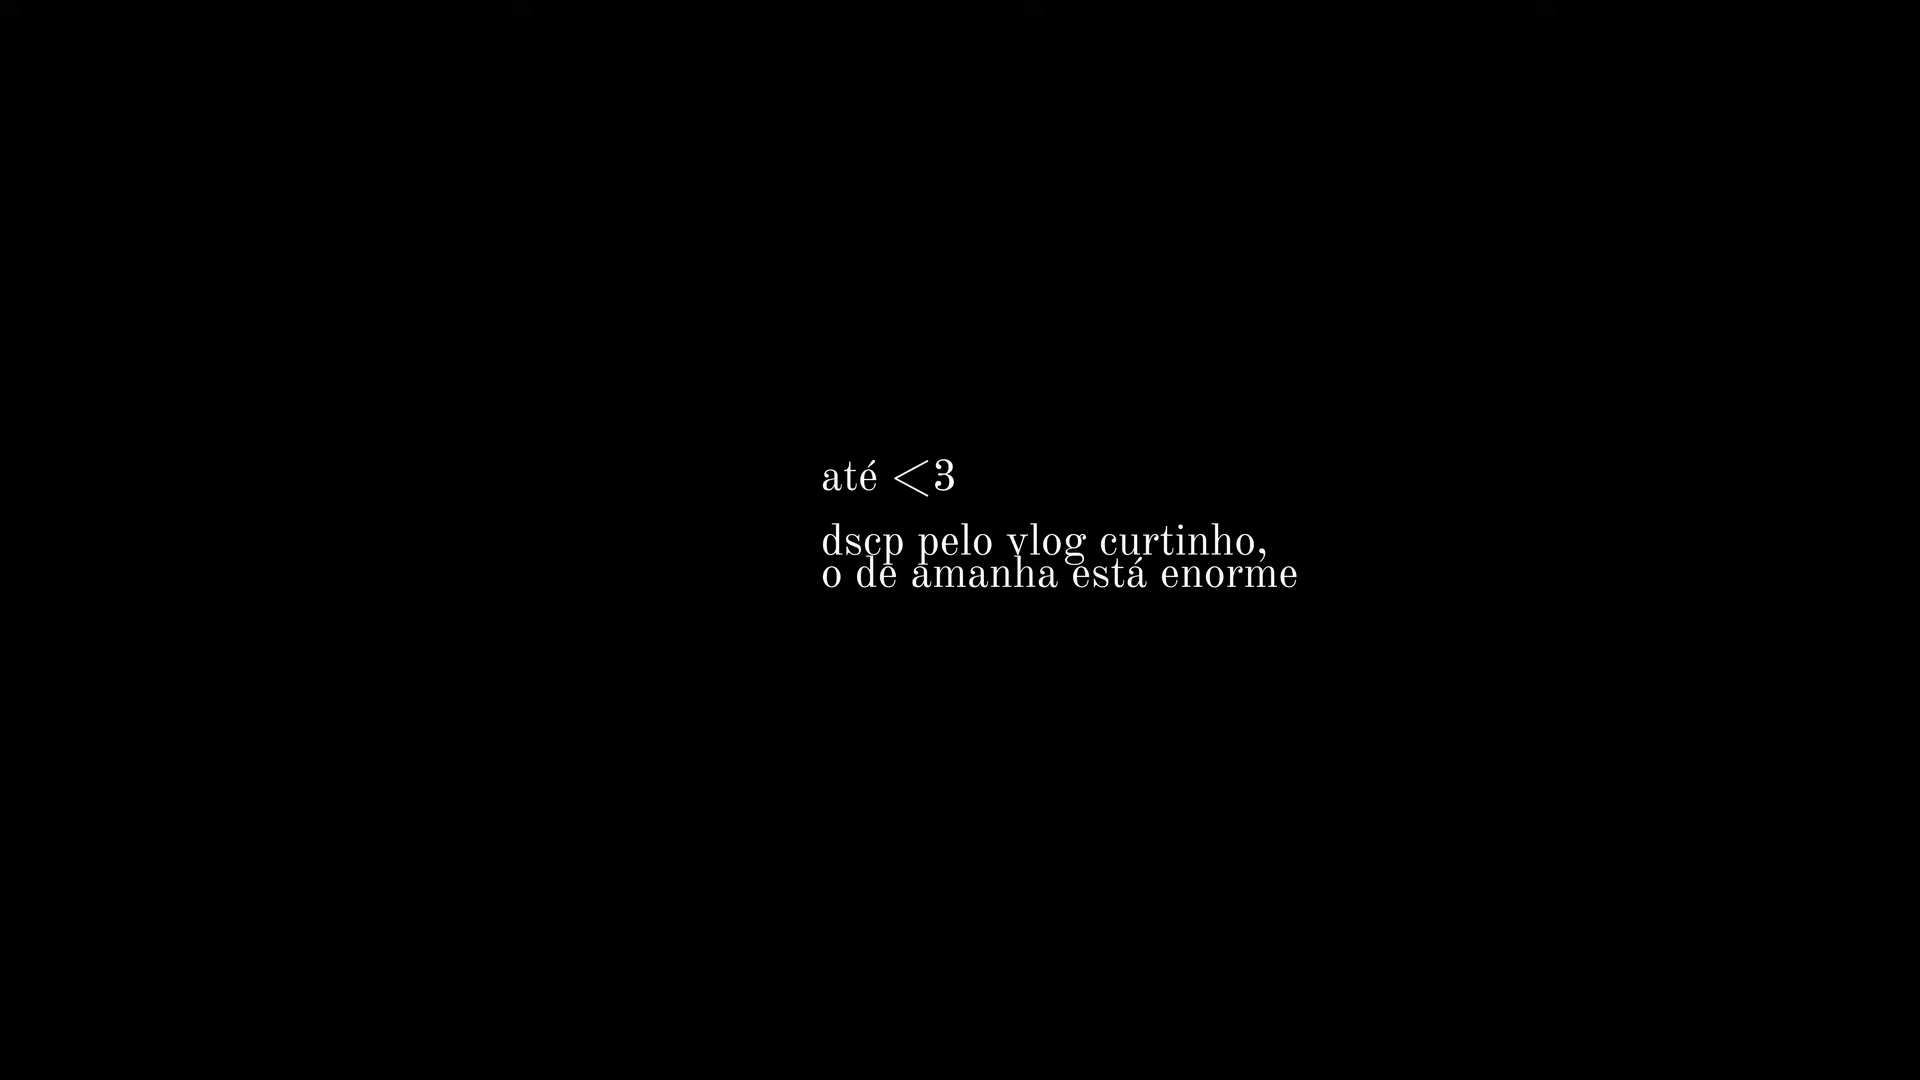 até <3
dscp pelo vlog curtinho,
o de amanha está enorme